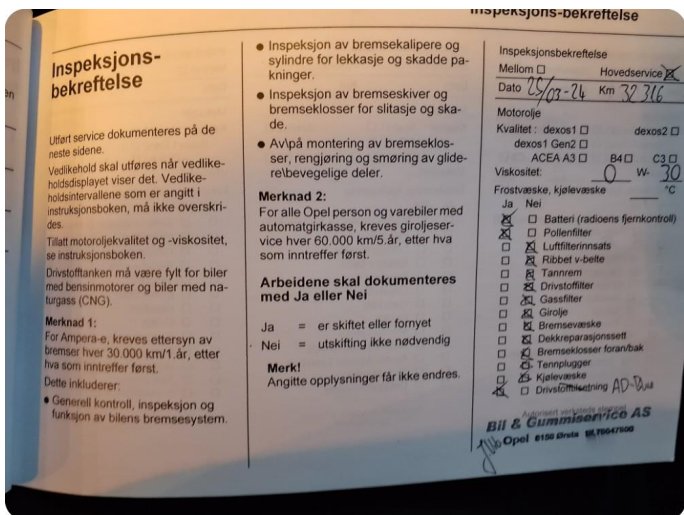 Inspeksjons-bekreftelse
Inspeksjons-
bekreftelse
Utført service dokumenteres på de
neste sidene.
Vedlikehold skal utføres når vedlike-
holdsdisplayet viser det. Vedlike-
holdsintervallene som er angitt i
instruksjonsboken, må ikke overskri-
des.
Tillatt motoroljekvalitet og -viskositet,
se instruksjonsboken.
Drivstofftanken må være fylt for biler
med bensinmotorer og biler med na-
turgass (CNG).
Merknad 1:
For Ampera-e, kreves ettersyn av
bremser hver 30.000 km/1.år, etter
hva som inntreffer først.
Dette inkluderer:
● Generell kontroll, inspeksjon og
funksjon av bilens bremsesystem.
● Inspeksjon av bremsekalipere og
sylindre for lekkasje og skadde pa-
kninger.
● Inspeksjon av bremseskiver og
bremseklosser for slitasje og ska-
de.
● Av\på montering av bremseklos-
ser, rengjøring og smøring av glide-
re\bevegelige deler.
Merknad 2:
For alle Opel person og varebiler med
automatgirkasse, kreves giroljeser-
vice hver 60.000 km/5.år, etter hva
som inntreffer først.
Arbeidene skal dokumenteres
med Ja eller Nei
Ja = er skiftet eller fornyet
Nei = utskifting ikke nødvendig
Merk!
Angitte opplysninger får ikke endres.
Inspeksjonsbekreftelse
Mellom ☐ Hovedservice ☒
Dato 25/03-24 Km 32316
Motorolje
Kvalitet : dexos1 ☐ dexos2 ☐
dexos1 Gen2 ☐
ACEA A3 ☐ B4 ☐ C3 ☐
Viskositet: 0 W- 30
Frostvæske, kjølevæske °C
Ja Nei
☒ ☐ Batteri (radioens fjernkontroll)
☒ ☐ Pollenfilter
☐ ☒ Luftfilterinnsats
☐ ☒ Ribbet v-belte
☐ ☒ Tannrem
☐ ☒ Drivstoffilter
☐ ☒ Gassfilter
☐ ☒ Girolje
☐ ☒ Bremsevæske
☐ ☒ Dekkreparasjonssett
☐ ☒ Bremseklosser foran/bak
☐ ☒ Tennplugger
☐ ☒ Kjølevæske
☒ ☐
Bil & Gummiservice AS
Opel 6150 Ørsta